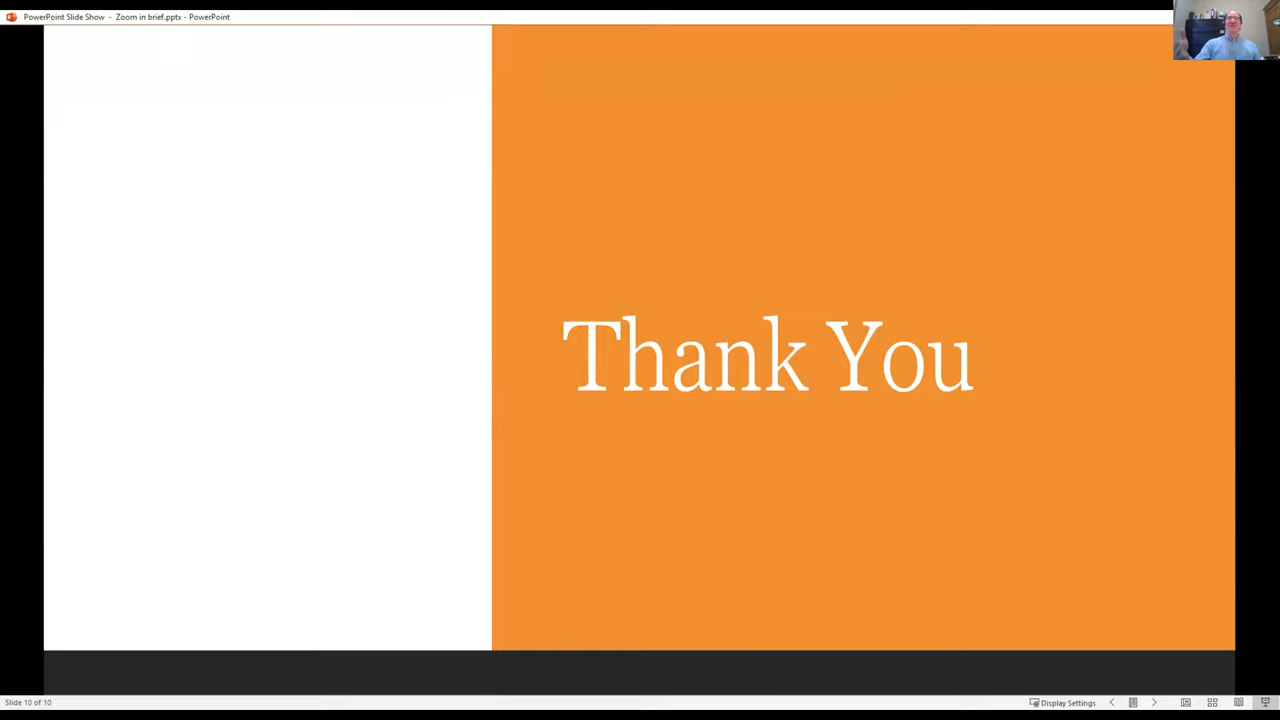 PowerPoint Slide Show - Zoom in brief.pptx - PowerPoint
Thank You
Slide 10 of 10
Display Settings